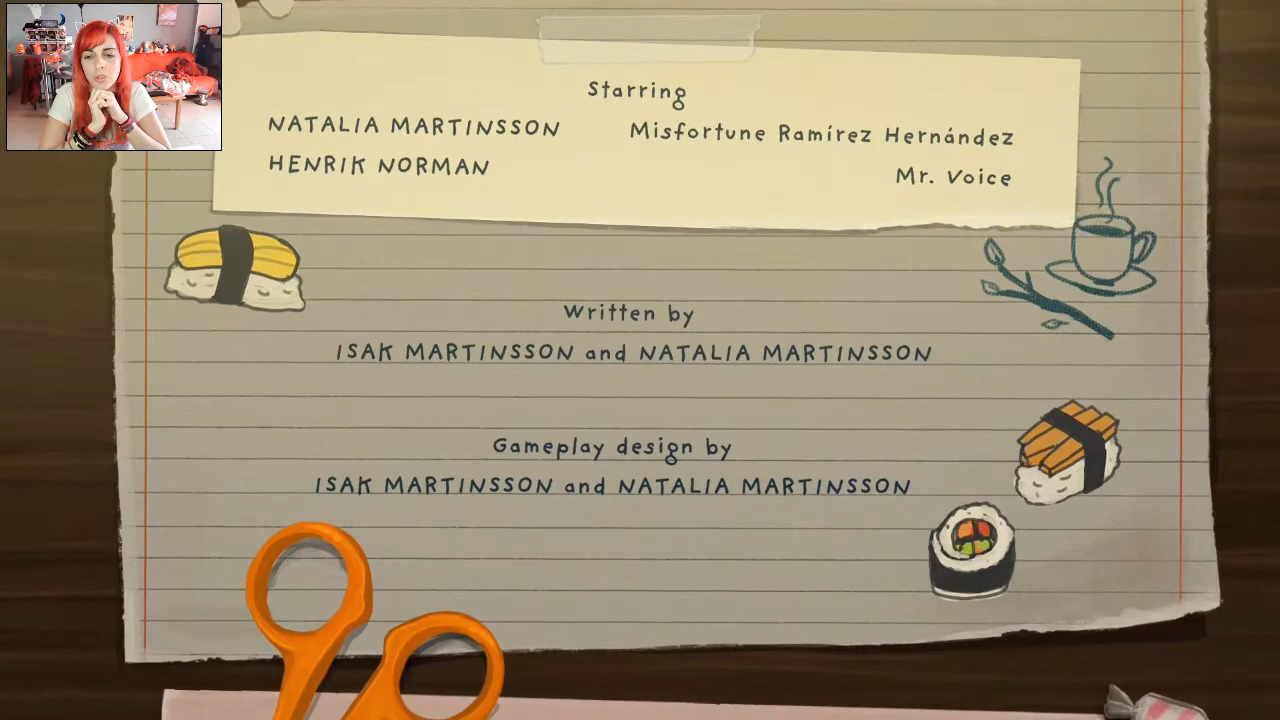 Starring
NATALIA MARTINSSON Misfortune Ramírez Hernández
HENRIK NORMAN Mr. Voice
Written by
ISAK MARTINSSON and NATALIA MARTINSSON
Gameplay design by
ISAK MARTINSSON and NATALIA MARTINSSON